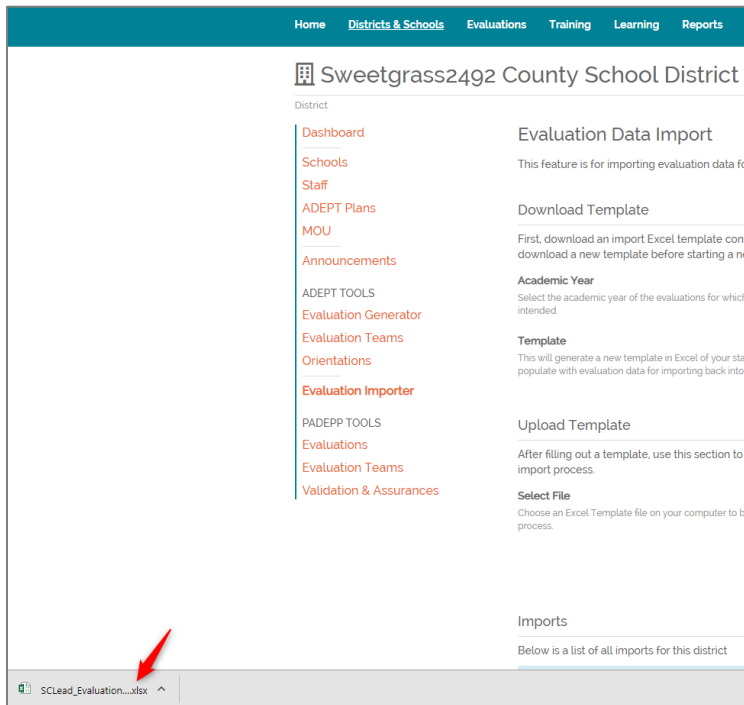 Home Districts & Schools Evaluations Training Learning Reports
Sweetgrass2492 County School District
District
Dashboard
Schools
Staff
ADEPT Plans
MOU
Announcements
ADEPT TOOLS
Evaluation Generator
Evaluation Teams
Orientations
Evaluation Importer
PADEPP TOOLS
Evaluations
Evaluation Teams
Validation & Assurances
Evaluation Data Import
This feature is for importing evaluation data fo
Download Template
First, download an import Excel template con
download a new template before starting a ne
Academic Year
Select the academic year of the evaluations for which
intended.
Template
This will generate a new template in Excel of your sta
populate with evaluation data for importing back into
Upload Template
After filling out a template, use this section to
import process.
Select File
Choose an Excel Template file on your computer to b
process.
Imports
Below is a list of all imports for this district
SCLead_Evaluation....xlsx